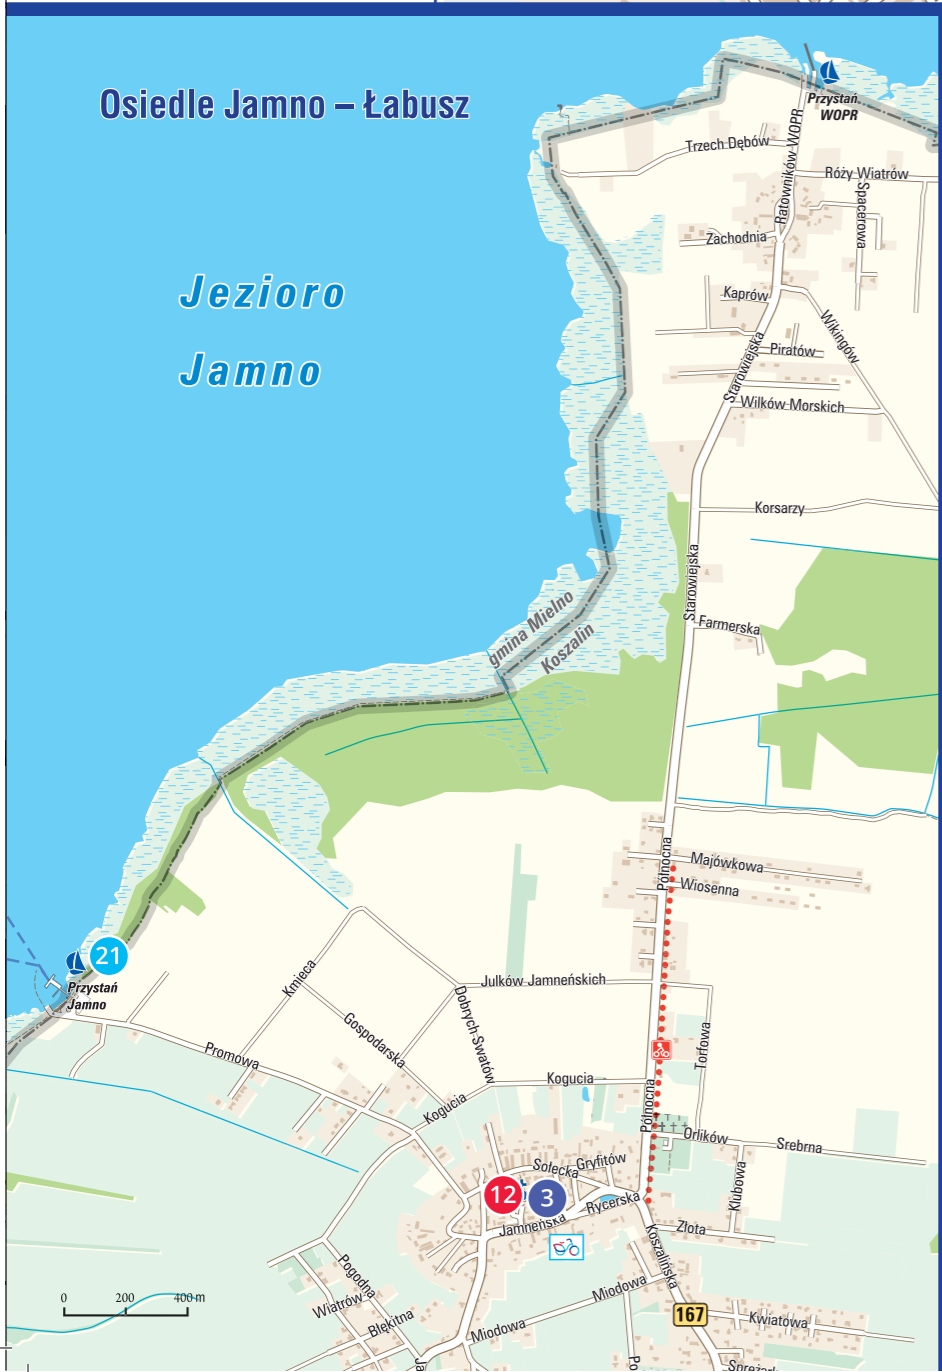 Osiedle Jamno – Łabusz
Przystań
WOPR
Trzech Dębów
Ratowników WOPR
Róży Wiatrów
Spacerowa
Zachodnia
Jezioro
Jamno
Kaprów
Wikingów
Starowiejska
Piratów
Wilków Morskich
Korsarzy
Starowiejska
gmina Mielno
Koszalin
Farmerska
Północna
Majówkowa
Wiosenna
21
Przystań
Jamno
Kmieca
Julków Jamneńskich
Dobrych Swatów
Gospodarska
Torfowa
Promowa
Kogucia
Kogucia
Północna
Orlików
Srebrna
Solecka
Gryfitów
Klubowa
12
3
Rycerska
Jamneńska
Złota
Koszalińska
Pogodna
Wiatrów
Błękitna
Miodowa
Miodowa
0 200 400 m
167
Kwiatowa
Ja
Po